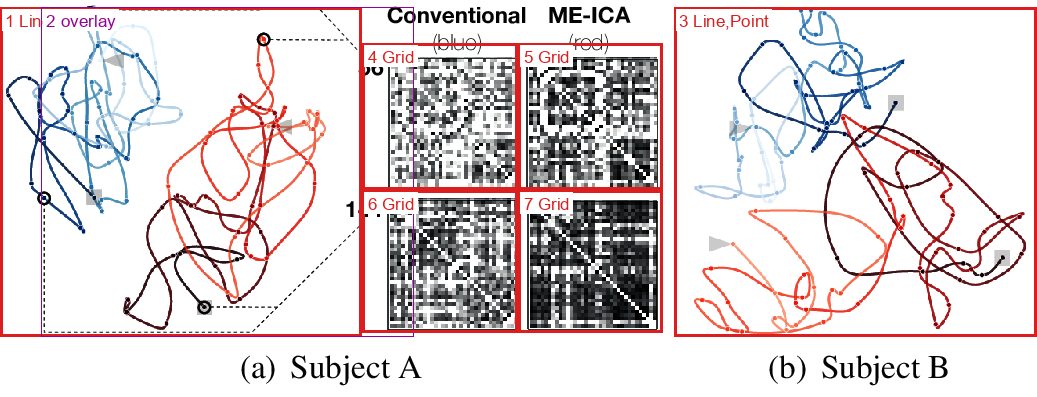 1 Lin 2 overlay
Conventional ME-ICA
(blue) (red)
4 Grid 5 Grid
6 Grid 7 Grid
3 Line,Point
(a) Subject A
(b) Subject B